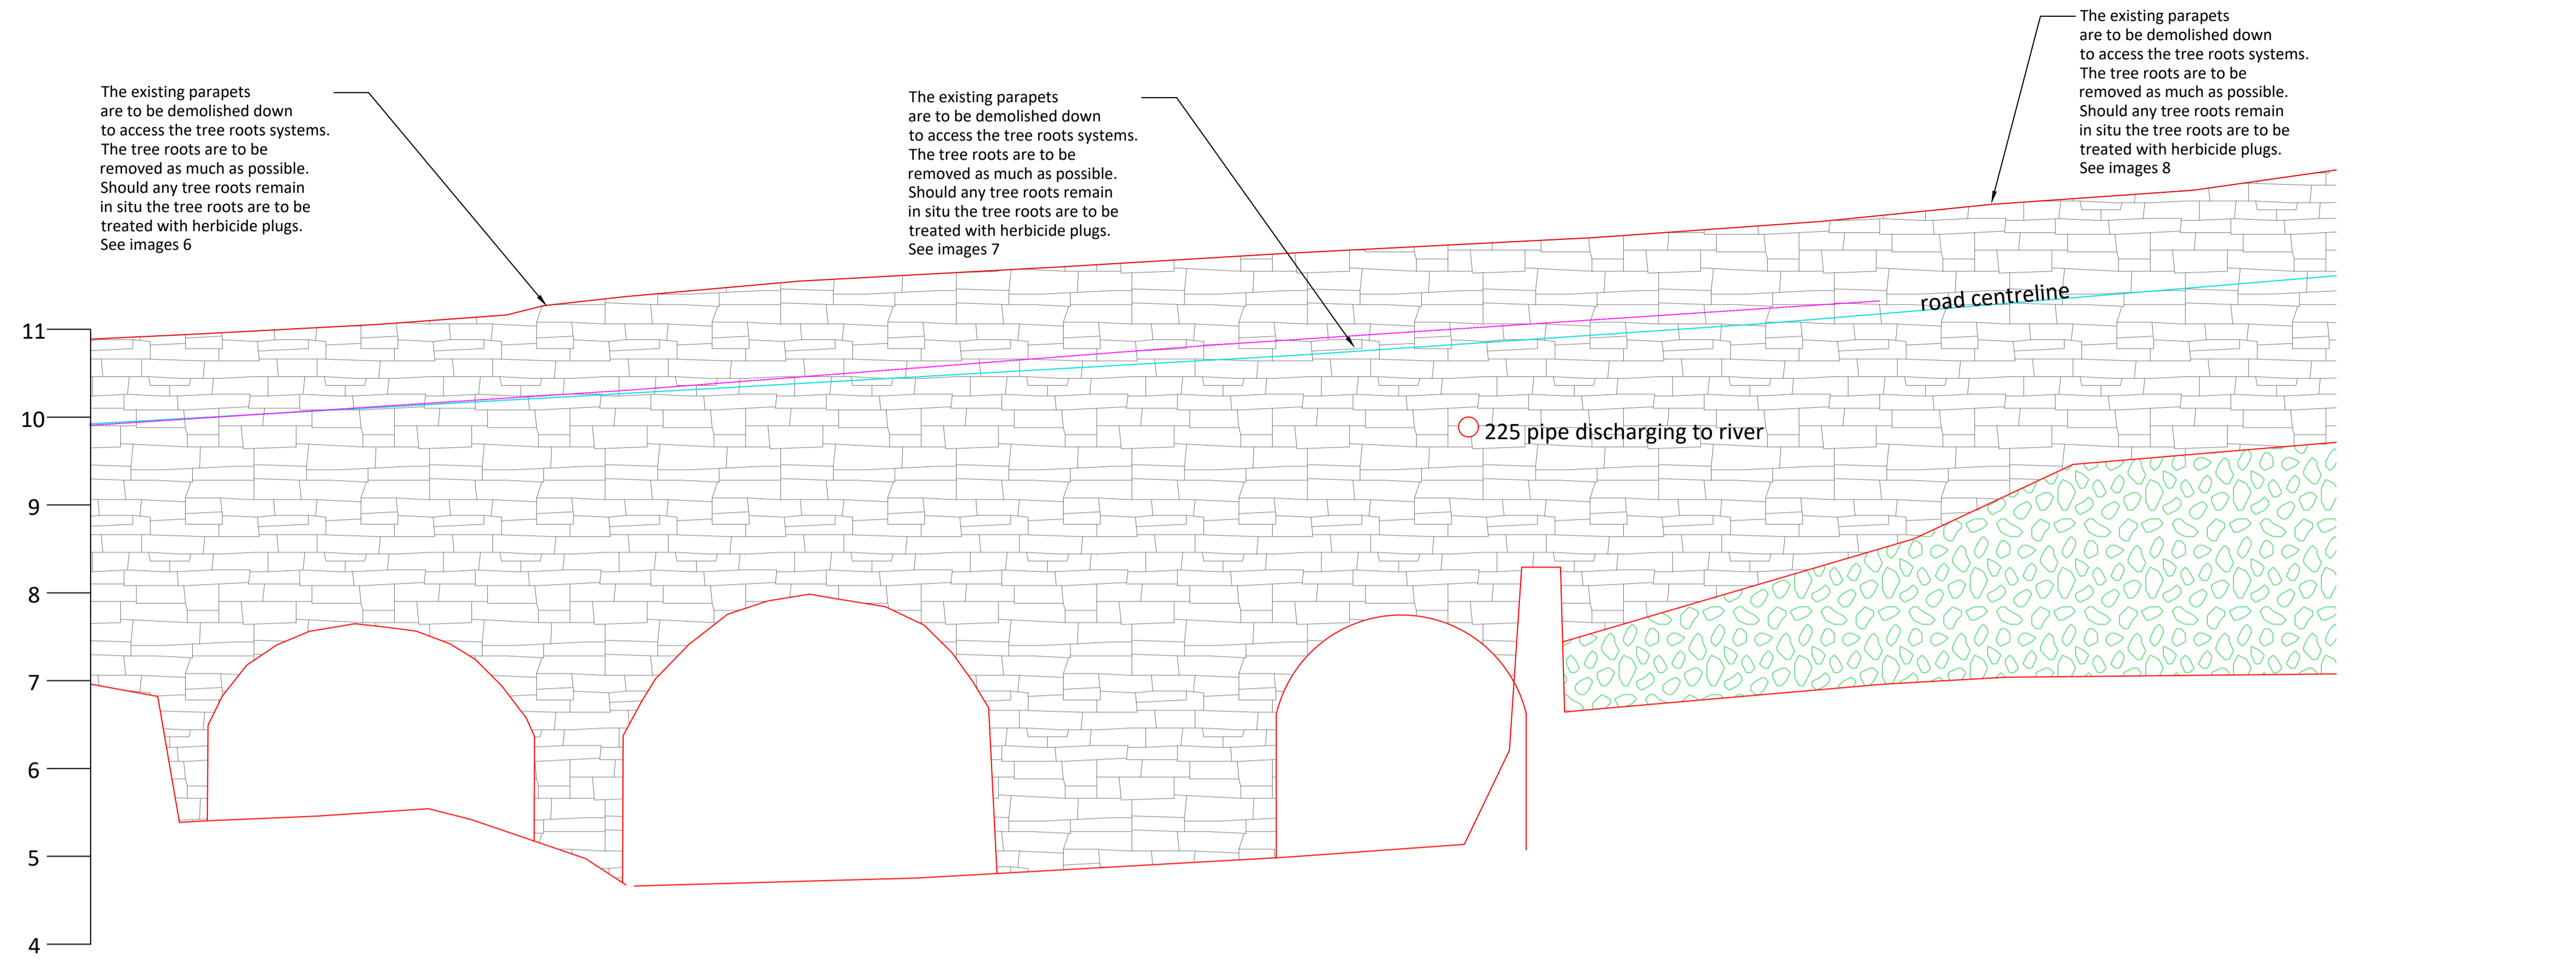 The existing parapets
are to be demolished down
to access the tree roots systems.
The tree roots are to be
removed as much as possible.
Should any tree roots remain
in situ the tree roots are to be
treated with herbicide plugs.
See images 6
The existing parapets
are to be demolished down
to access the tree roots systems.
The tree roots are to be
removed as much as possible.
Should any tree roots remain
in situ the tree roots are to be
treated with herbicide plugs.
See images 7
The existing parapets
are to be demolished down
to access the tree roots systems.
The tree roots are to be
removed as much as possible.
Should any tree roots remain
in situ the tree roots are to be
treated with herbicide plugs.
See images 8
road centreline
225 pipe discharging to river
11
10
9
8
7
6
5
4